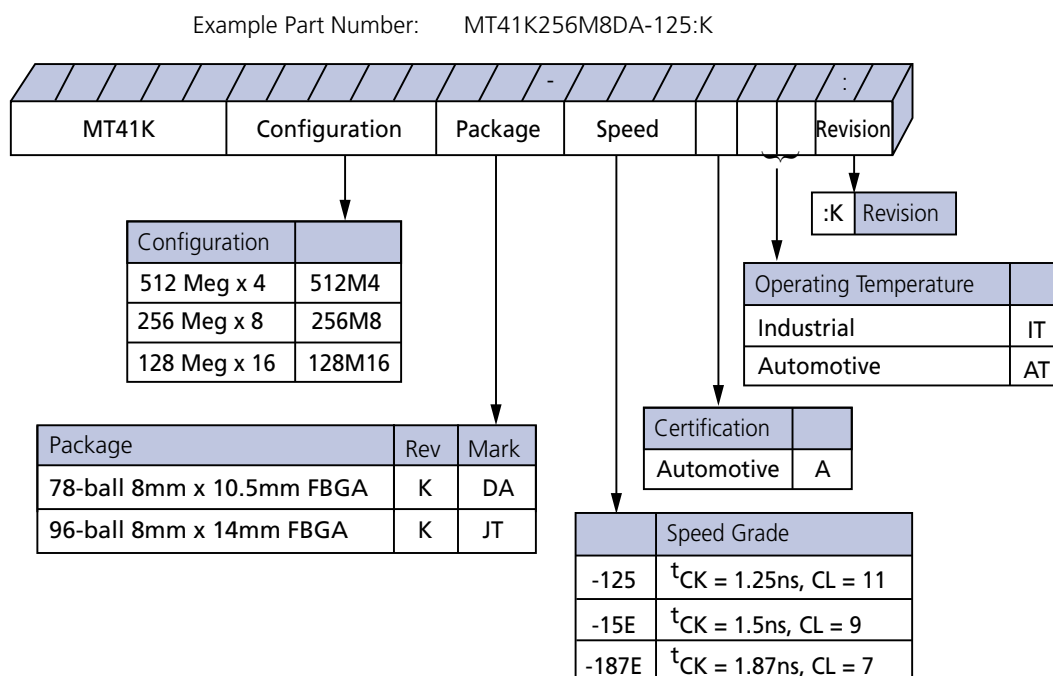 Example Part Number: MT41K256M8DA-125:K
- :
MT41K Configuration Package Speed Revision
:K Revision
Configuration
512 Meg x 4 512M4
256 Meg x 8 256M8
128 Meg x 16 128M16
Operating Temperature
Industrial IT
Automotive AT
Certification
Automotive A
Package Rev Mark
78-ball 8mm x 10.5mm FBGA K DA
96-ball 8mm x 14mm FBGA K JT
Speed Grade
-125 tCK = 1.25ns, CL = 11
-15E tCK = 1.5ns, CL = 9
-187E tCK = 1.87ns, CL = 7